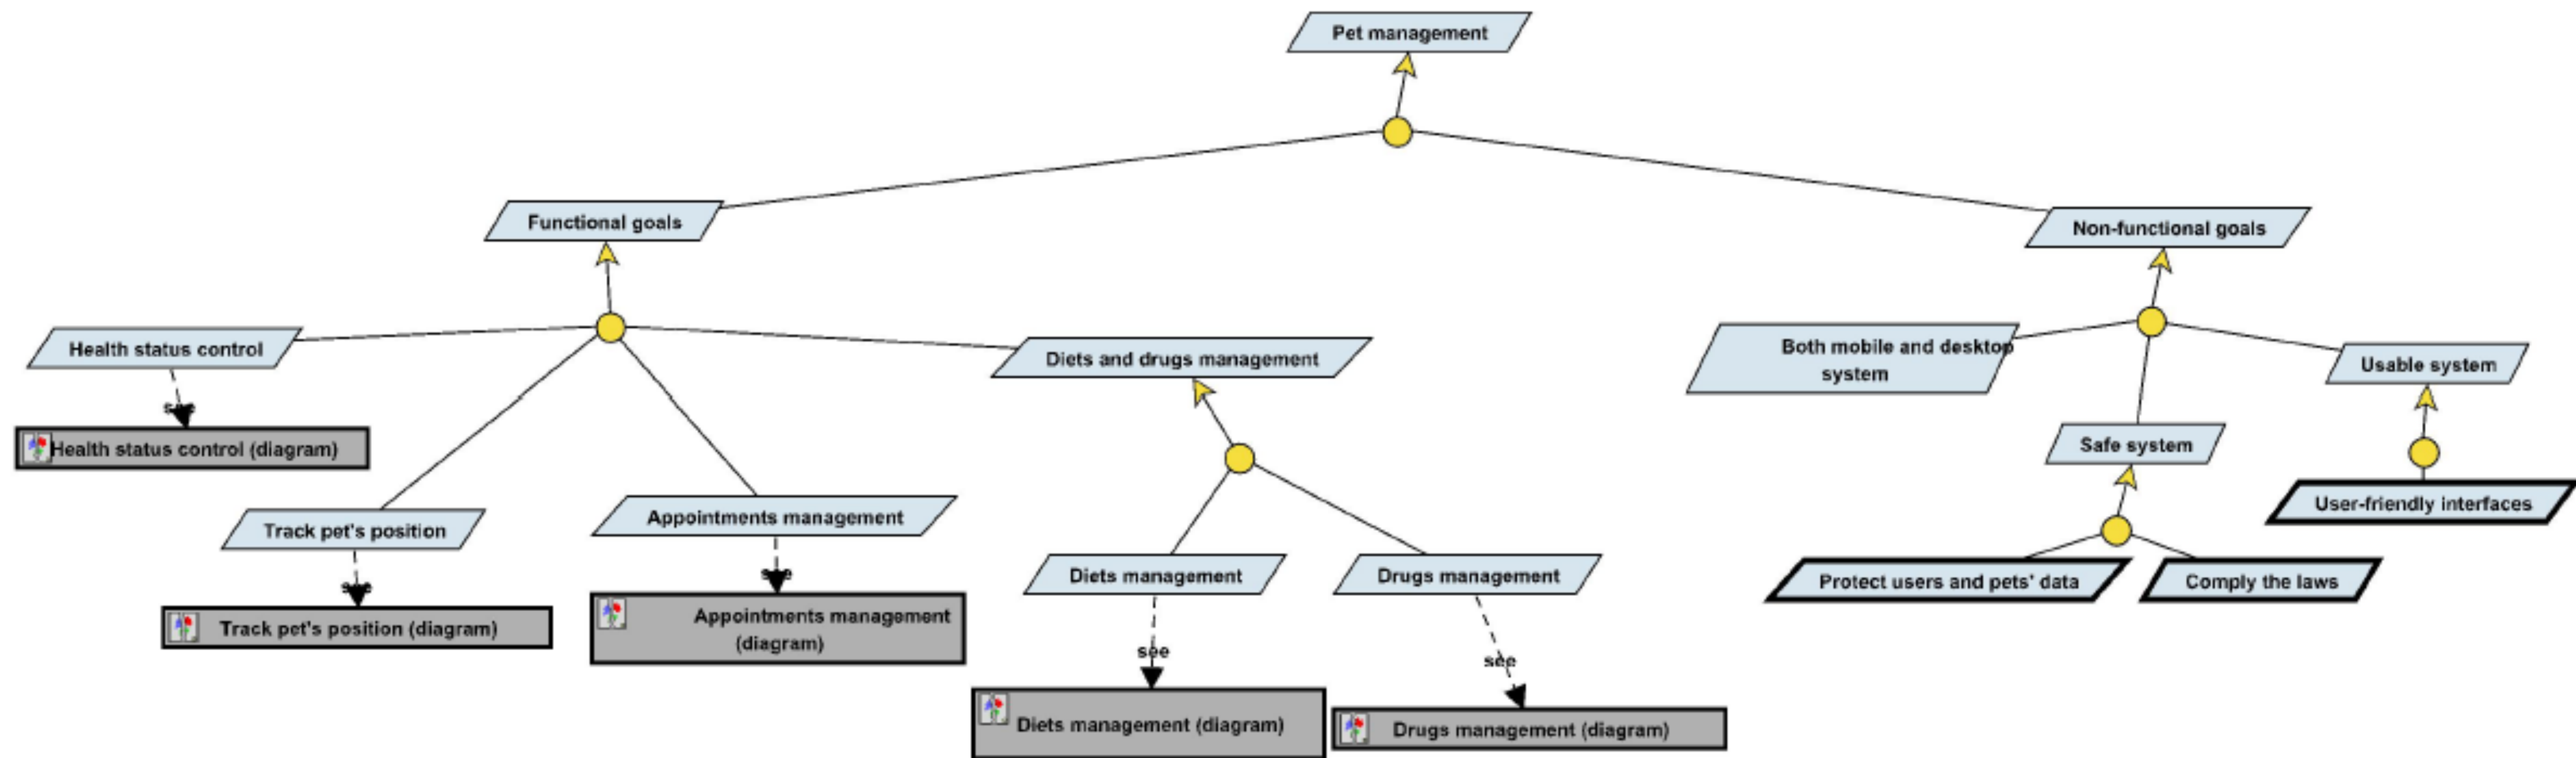 Pet management
Functional goals
Non-functional goals
Health status control
Diets and drugs management
Both mobile and desktop
system
Usable system
see
Health status control (diagram)
Safe system
Track pet's position
Appointments management
User-friendly interfaces
see
see
Diets management
Drugs management
Protect users and pets' data
Comply the laws
Track pet's position (diagram)
Appointments management
(diagram)
see
see
Diets management (diagram)
Drugs management (diagram)